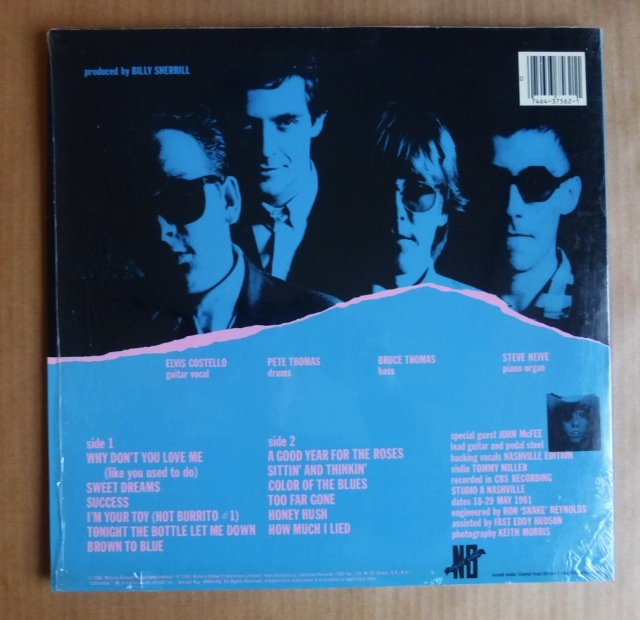 produced by BILLY SHERRILL
0
7464-37562-1
ELVIS COSTELLO
guitar vocal
PETE THOMAS
drums
BRUCE THOMAS
bass
STEVE NEIVE
piano organ
side 1
WHY DON'T YOU LOVE ME
(like you used to do)
SWEET DREAMS
SUCCESS
I'M YOUR TOY (HOT BURRITO #1)
TONIGHT THE BOTTLE LET ME DOWN
BROWN TO BLUE
side 2
A GOOD YEAR FOR THE ROSES
SITTIN' AND THINKIN'
COLOR OF THE BLUES
TOO FAR GONE
HONEY HUSH
HOW MUCH I LIED
special guest JOHN McFEE
lead guitar and pedal steel
backing vocals NASHVILLE EDITION
violin TOMMY MILLER
recorded in CBS RECORDING
STUDIO A NASHVILLE
dates 18-29 MAY 1981
engineered by RON 'SNAKE' REYNOLDS
assisted by FAST EDDY HUDSON
photography KEITH MORRIS